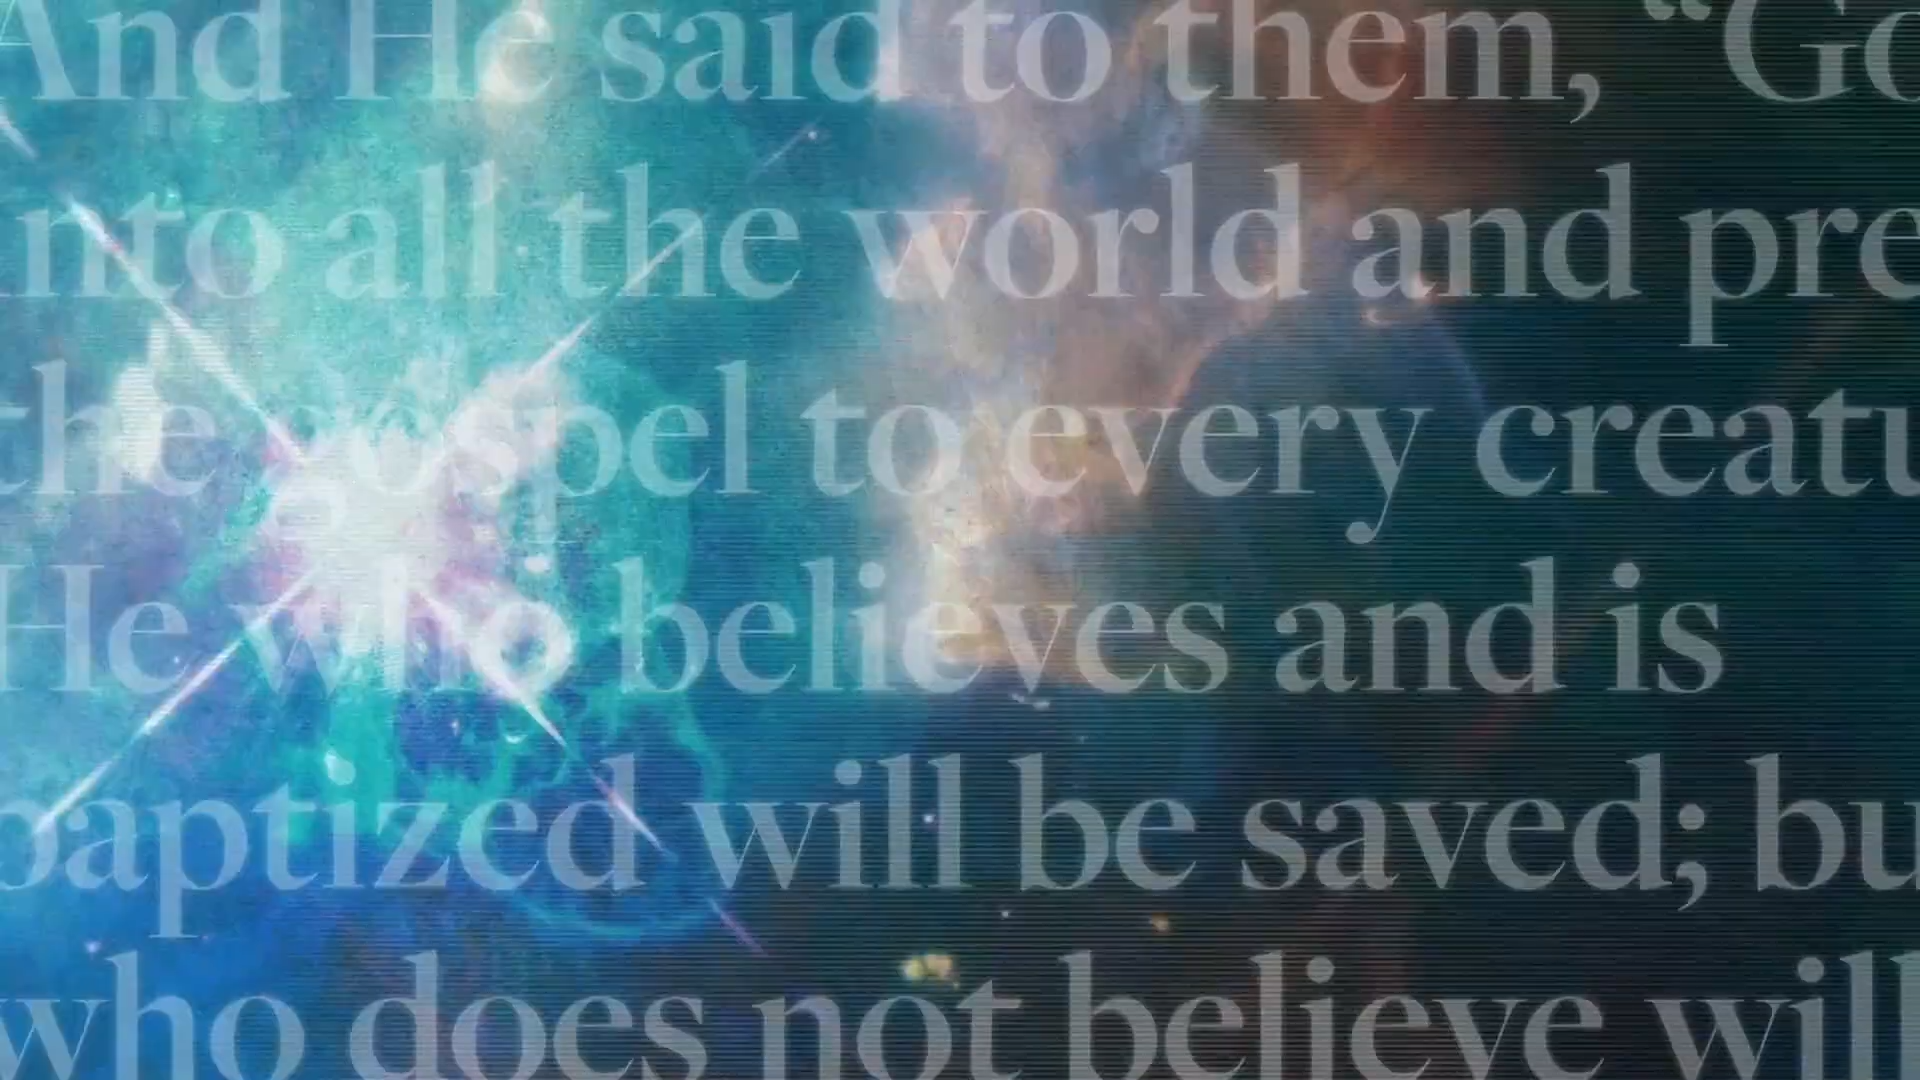 And He said to them, “Go
into all the world and pre
the gospel to every creatu
He who believes and is
baptized will be saved; bu
who does not believe will